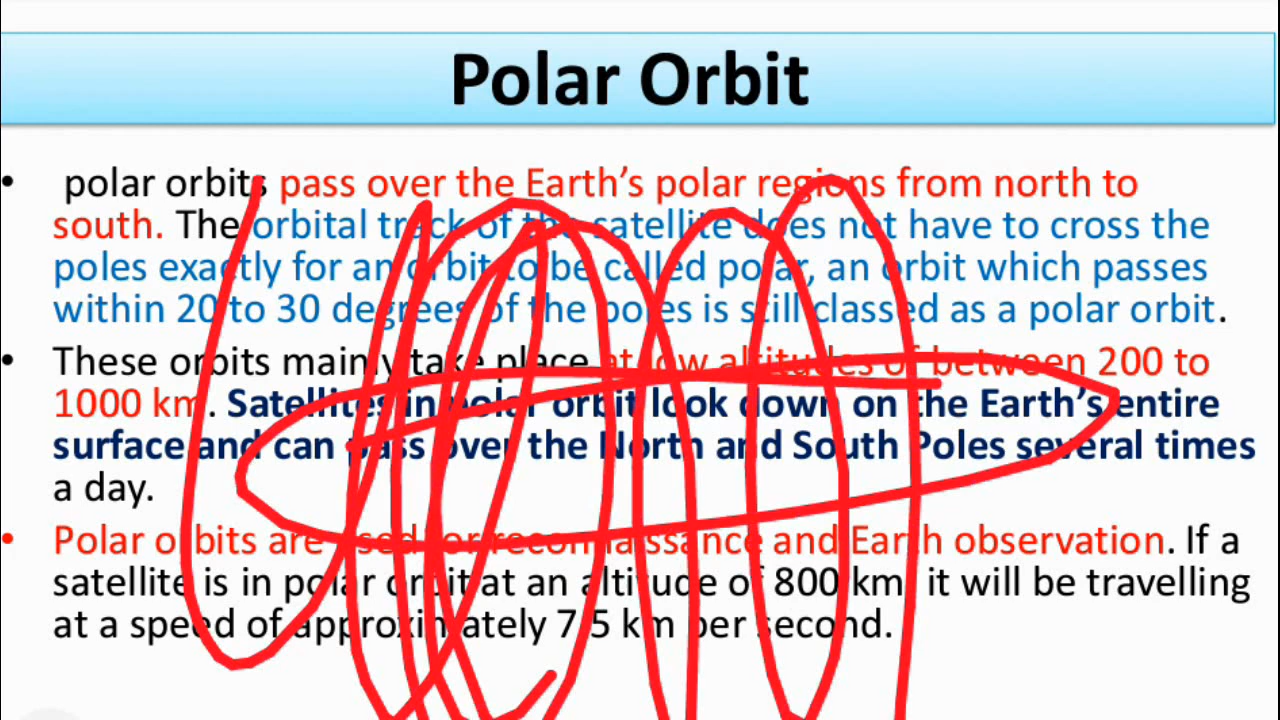 Polar Orbit
• polar orbits pass over the Earth's polar regions from north to
south. The orbital track of the satellite does not have to cross the
poles exactly for an orbit to be called polar, an orbit which passes
within 20 to 30 degrees of the poles is still classed as a polar orbit.
• These orbits mainly take place at low altitudes of between 200 to
1000 km. Satellites in polar orbit look down on the Earth's entire
surface and can pass over the North and South Poles several times
a day.
• Polar orbits are used for reconnaissance and Earth observation. If a
satellite is in polar orbit at an altitude of 800 km, it will be travelling
at a speed of approximately 7.5 km per second.